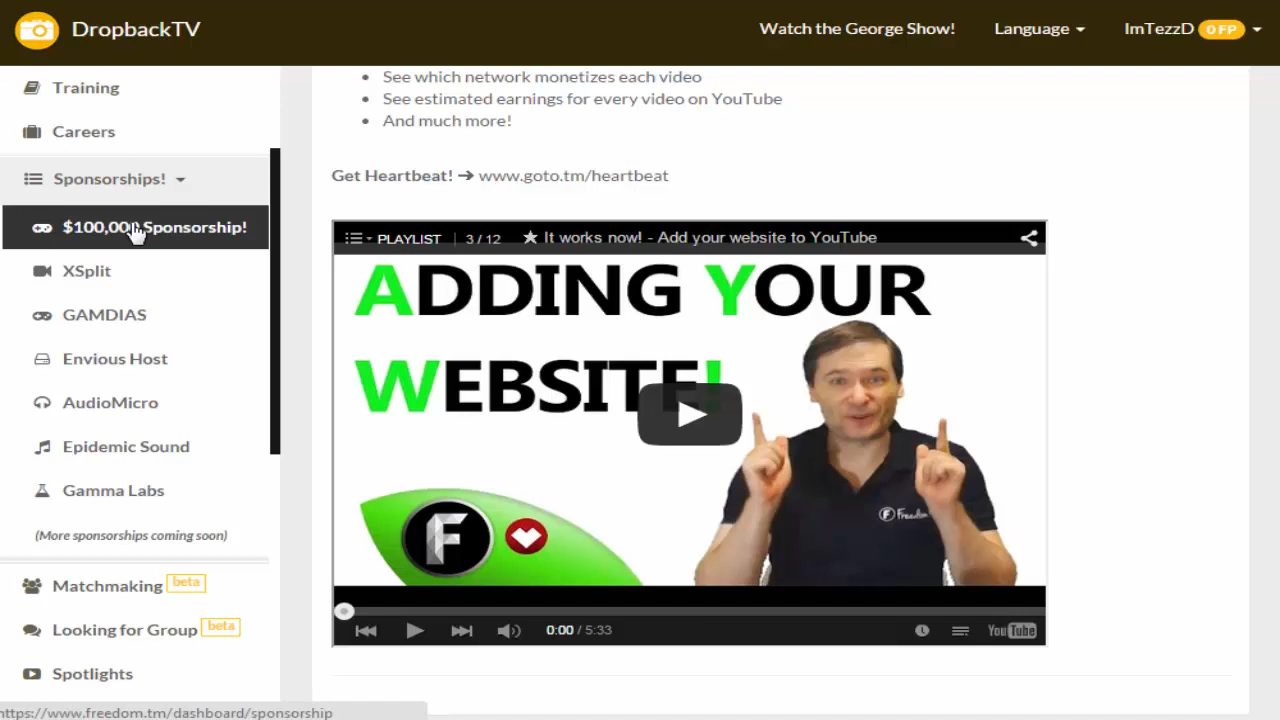 DropbackTV
Watch the George Show!
Language
ImTezzD 0 FP
Training
Careers
Sponsorships!
$100,000 Sponsorship!
XSplit
GAMDIAS
Envious Host
AudioMicro
Epidemic Sound
Gamma Labs
(More sponsorships coming soon)
Matchmaking beta
Looking for Group beta
Spotlights
https://www.freedom.tm/dashboard/sponsorship
See which network monetizes each video
See estimated earnings for every video on YouTube
And much more!
Get Heartbeat! ➔ www.goto.tm/heartbeat
PLAYLIST | 3 / 12 ★ It works now! - Add your website to YouTube
ADDING YOUR
WEBSITE!
F
F Freedom
0:00 / 5:33
YouTube